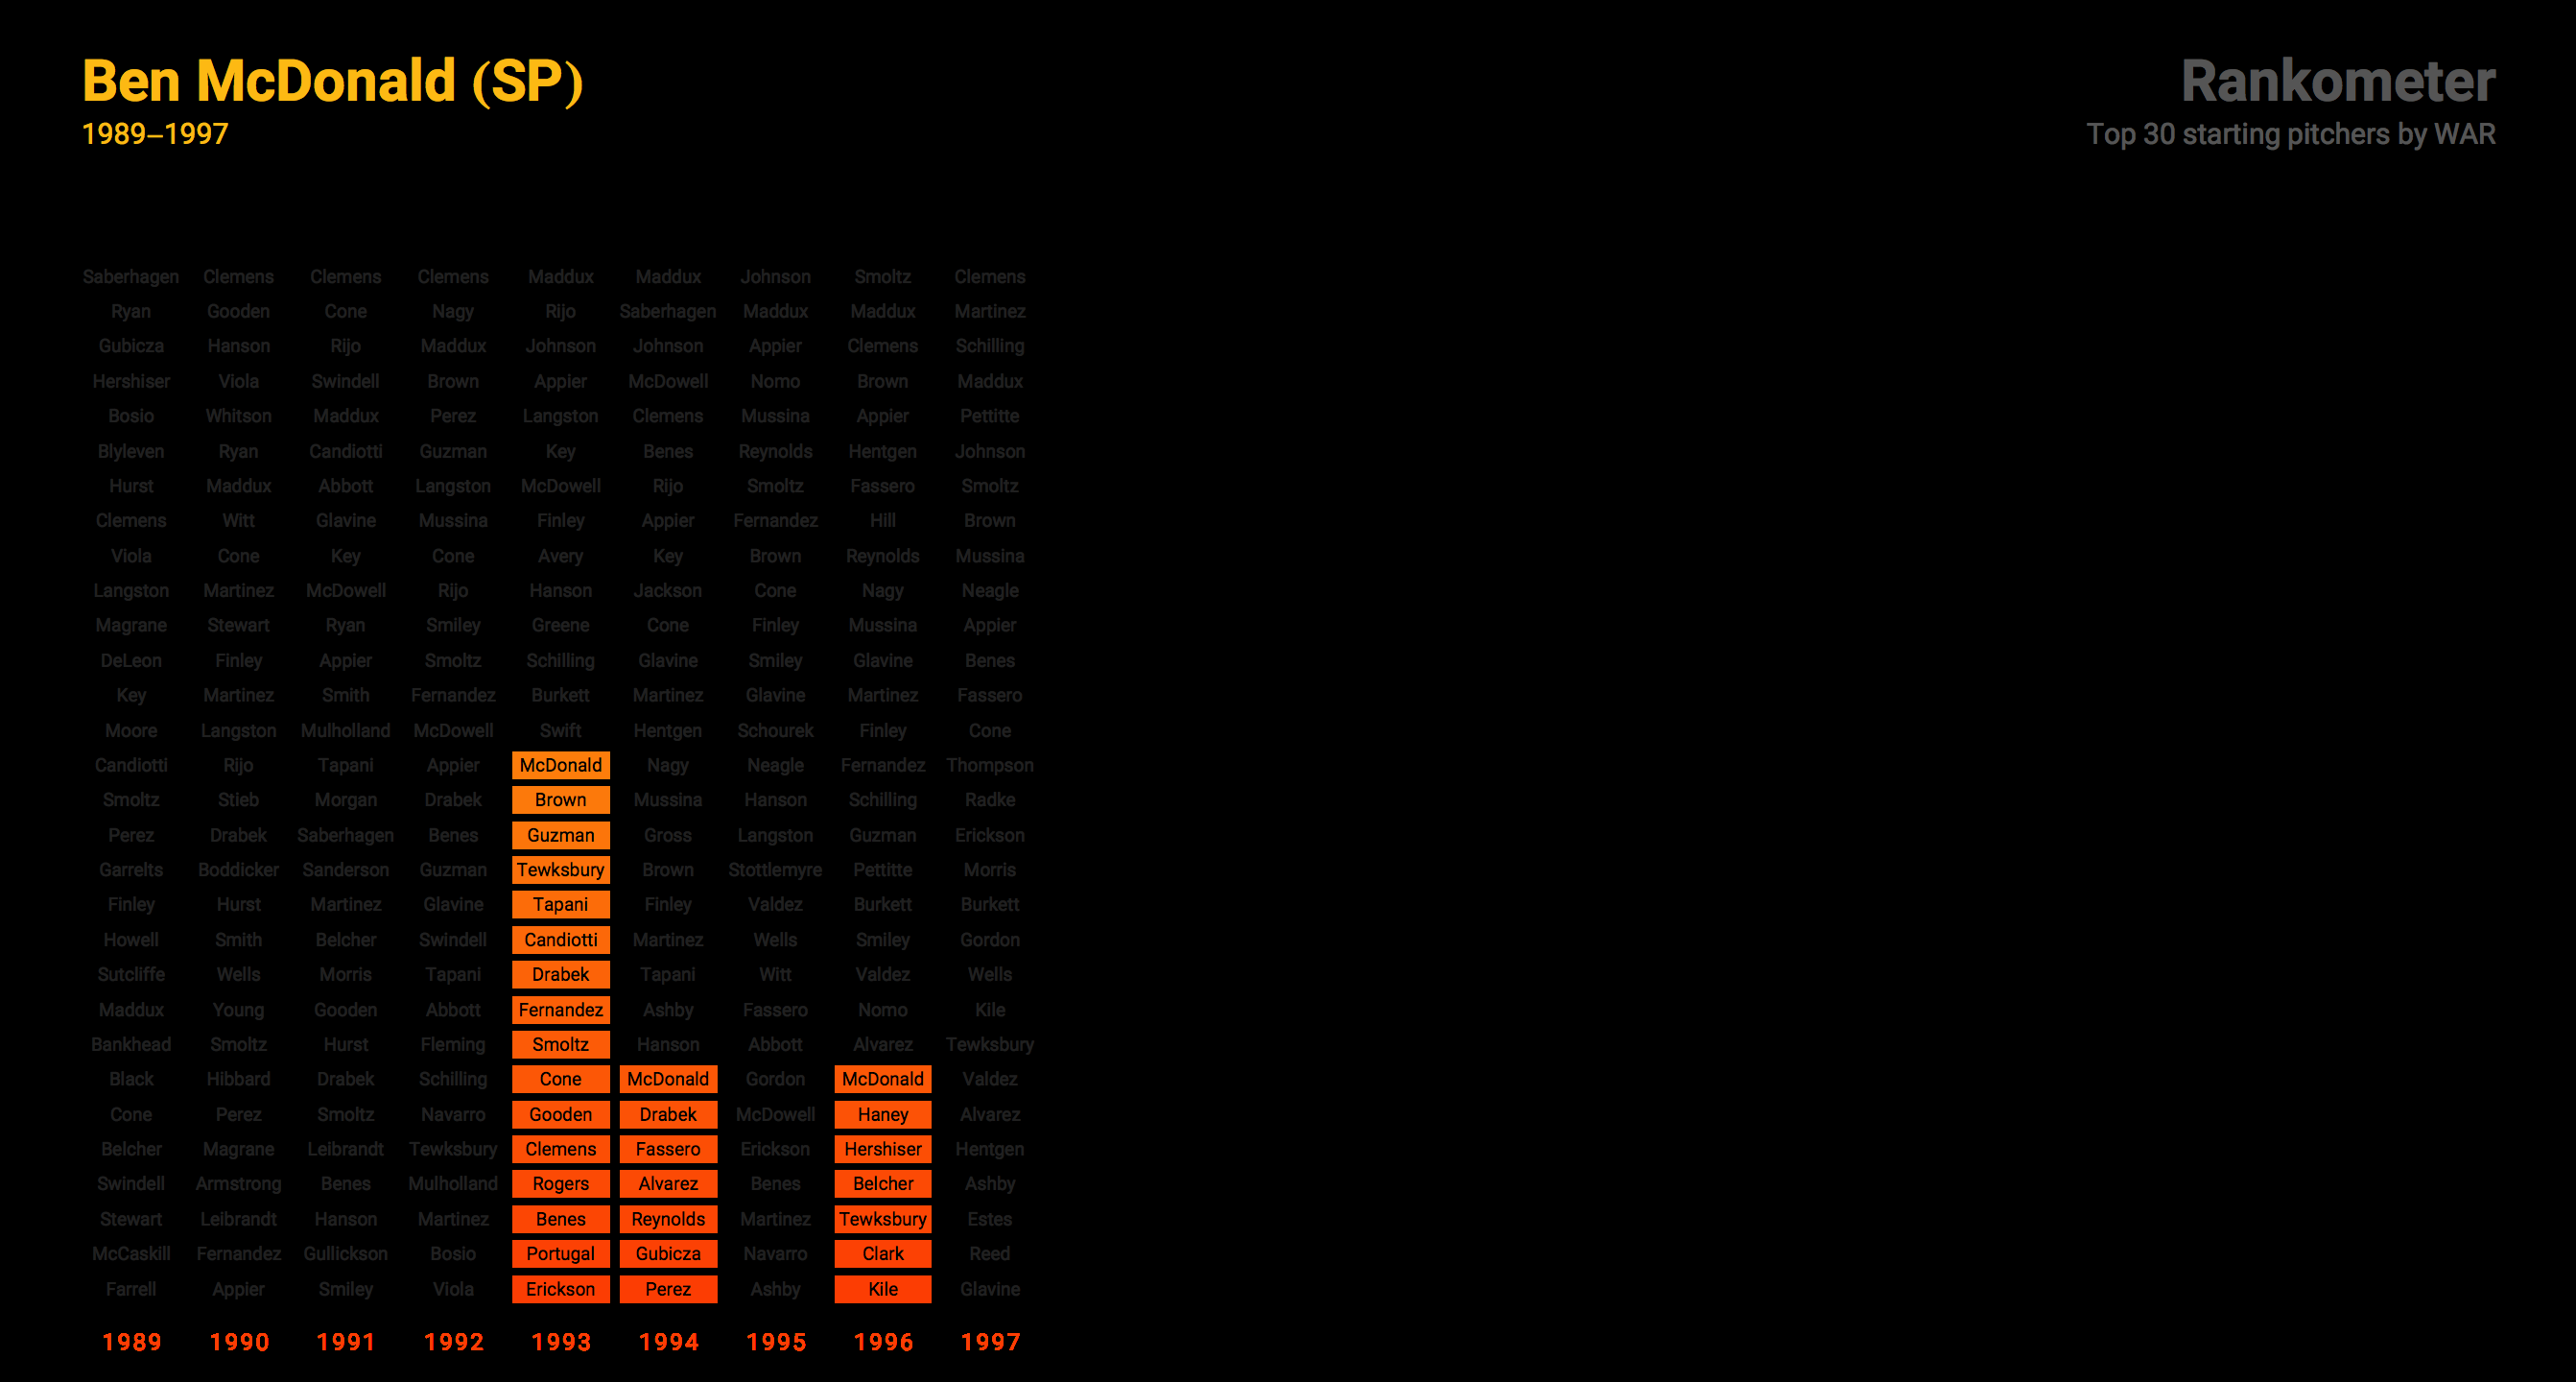 Ben McDonald (SP)
1989–1997
Rankometer
Top 30 starting pitchers by WAR
Saberhagen Clemens Clemens Clemens Maddux Maddux Johnson Smoltz Clemens
Ryan Gooden Cone Nagy Rijo Saberhagen Maddux Maddux Martinez
Gubicza Hanson Rijo Maddux Johnson Johnson Appier Clemens Schilling
Hershiser Viola Swindell Brown Appier McDowell Nomo Brown Maddux
Bosio Whitson Maddux Perez Langston Clemens Mussina Appier Pettitte
Blyleven Ryan Candiotti Guzman Key Benes Reynolds Hentgen Johnson
Hurst Maddux Abbott Langston McDowell Rijo Smoltz Fassero Smoltz
Clemens Witt Glavine Mussina Finley Appier Fernandez Hill Brown
Viola Cone Key Cone Avery Key Brown Reynolds Mussina
Langston Martinez McDowell Rijo Hanson Jackson Cone Nagy Neagle
Magrane Stewart Ryan Smiley Greene Cone Finley Mussina Appier
DeLeon Finley Appier Smoltz Schilling Glavine Smiley Glavine Benes
Key Martinez Smith Fernandez Burkett Martinez Glavine Martinez Fassero
Moore Langston Mulholland McDowell Swift Hentgen Schourek Finley Cone
Candiotti Rijo Tapani Appier McDonald Nagy Neagle Fernandez Thompson
Smoltz Stieb Morgan Drabek Brown Mussina Hanson Schilling Radke
Perez Drabek Saberhagen Benes Guzman Gross Langston Guzman Erickson
Garrelts Boddicker Sanderson Guzman Tewksbury Brown Stottlemyre Pettitte Morris
Finley Hurst Martinez Glavine Tapani Finley Valdez Burkett Burkett
Howell Smith Belcher Swindell Candiotti Martinez Wells Smiley Gordon
Sutcliffe Wells Morris Tapani Drabek Tapani Witt Valdez Wells
Maddux Young Gooden Abbott Fernandez Ashby Fassero Nomo Kile
Bankhead Smoltz Hurst Fleming Smoltz Hanson Abbott Alvarez Tewksbury
Black Hibbard Drabek Schilling Cone McDonald Gordon McDonald Valdez
Cone Perez Smoltz Navarro Gooden Drabek McDowell Haney Alvarez
Belcher Magrane Leibrandt Tewksbury Clemens Fassero Erickson Hershiser Hentgen
Swindell Armstrong Benes Mulholland Rogers Alvarez Benes Belcher Ashby
Stewart Leibrandt Hanson Martinez Benes Reynolds Martinez Tewksbury Estes
McCaskill Fernandez Gullickson Bosio Portugal Gubicza Navarro Clark Reed
Farrell Appier Smiley Viola Erickson Perez Ashby Kile Glavine
1989 1990 1991 1992 1993 1994 1995 1996 1997